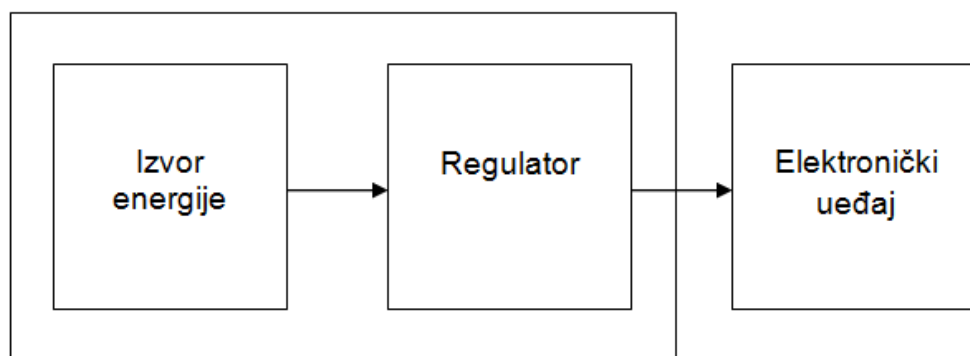 Izvor
energije
Regulator
Elektronički
ueđaj